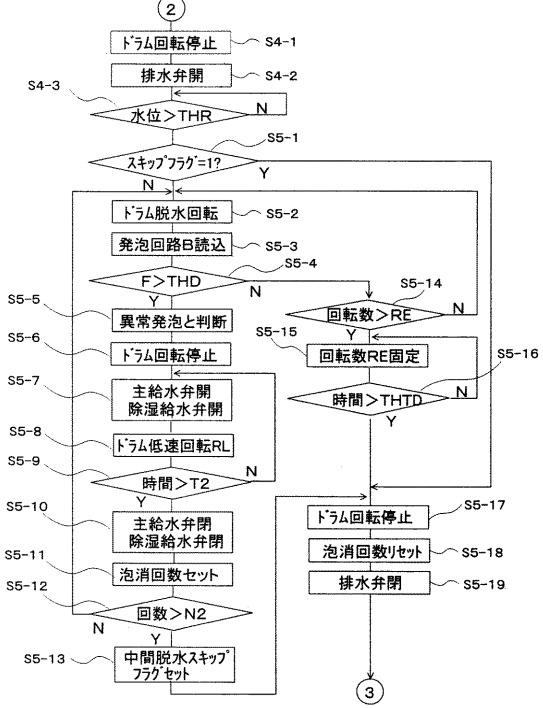 2
ドラム回転停止
S4-1
排水弁開
S4-2
S4-3
水位>THR
N
S5-1
スキップフラグ=1?
N
Y
ドラム脱水回転
S5-2
発泡回路B読込
S5-3
S5-4
F>THD
Y
N
S5-14
回転数>RE
N
Y
S5-5
異常発泡と判断
S5-15
回転数RE固定
S5-16
S5-6
ドラム回転停止
時間>THTD
N
Y
S5-7
主給水弁開
除湿給水弁開
S5-8
ドラム低速回転RL
S5-9
時間>T2
N
Y
S5-10
主給水弁閉
除湿給水弁閉
S5-11
泡消回数セット
S5-12
回数>N2
N
Y
S5-13
中間脱水スキップ
フラグセット
ドラム回転停止
S5-17
泡消回数リセット
S5-18
排水弁閉
S5-19
3